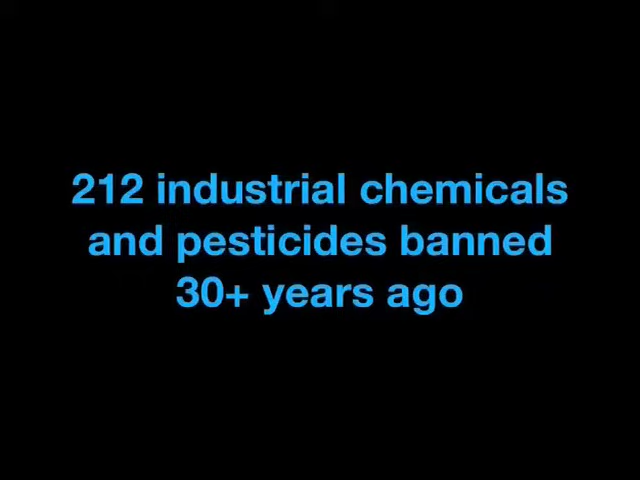 212 industrial chemicals
and pesticides banned
30+ years ago